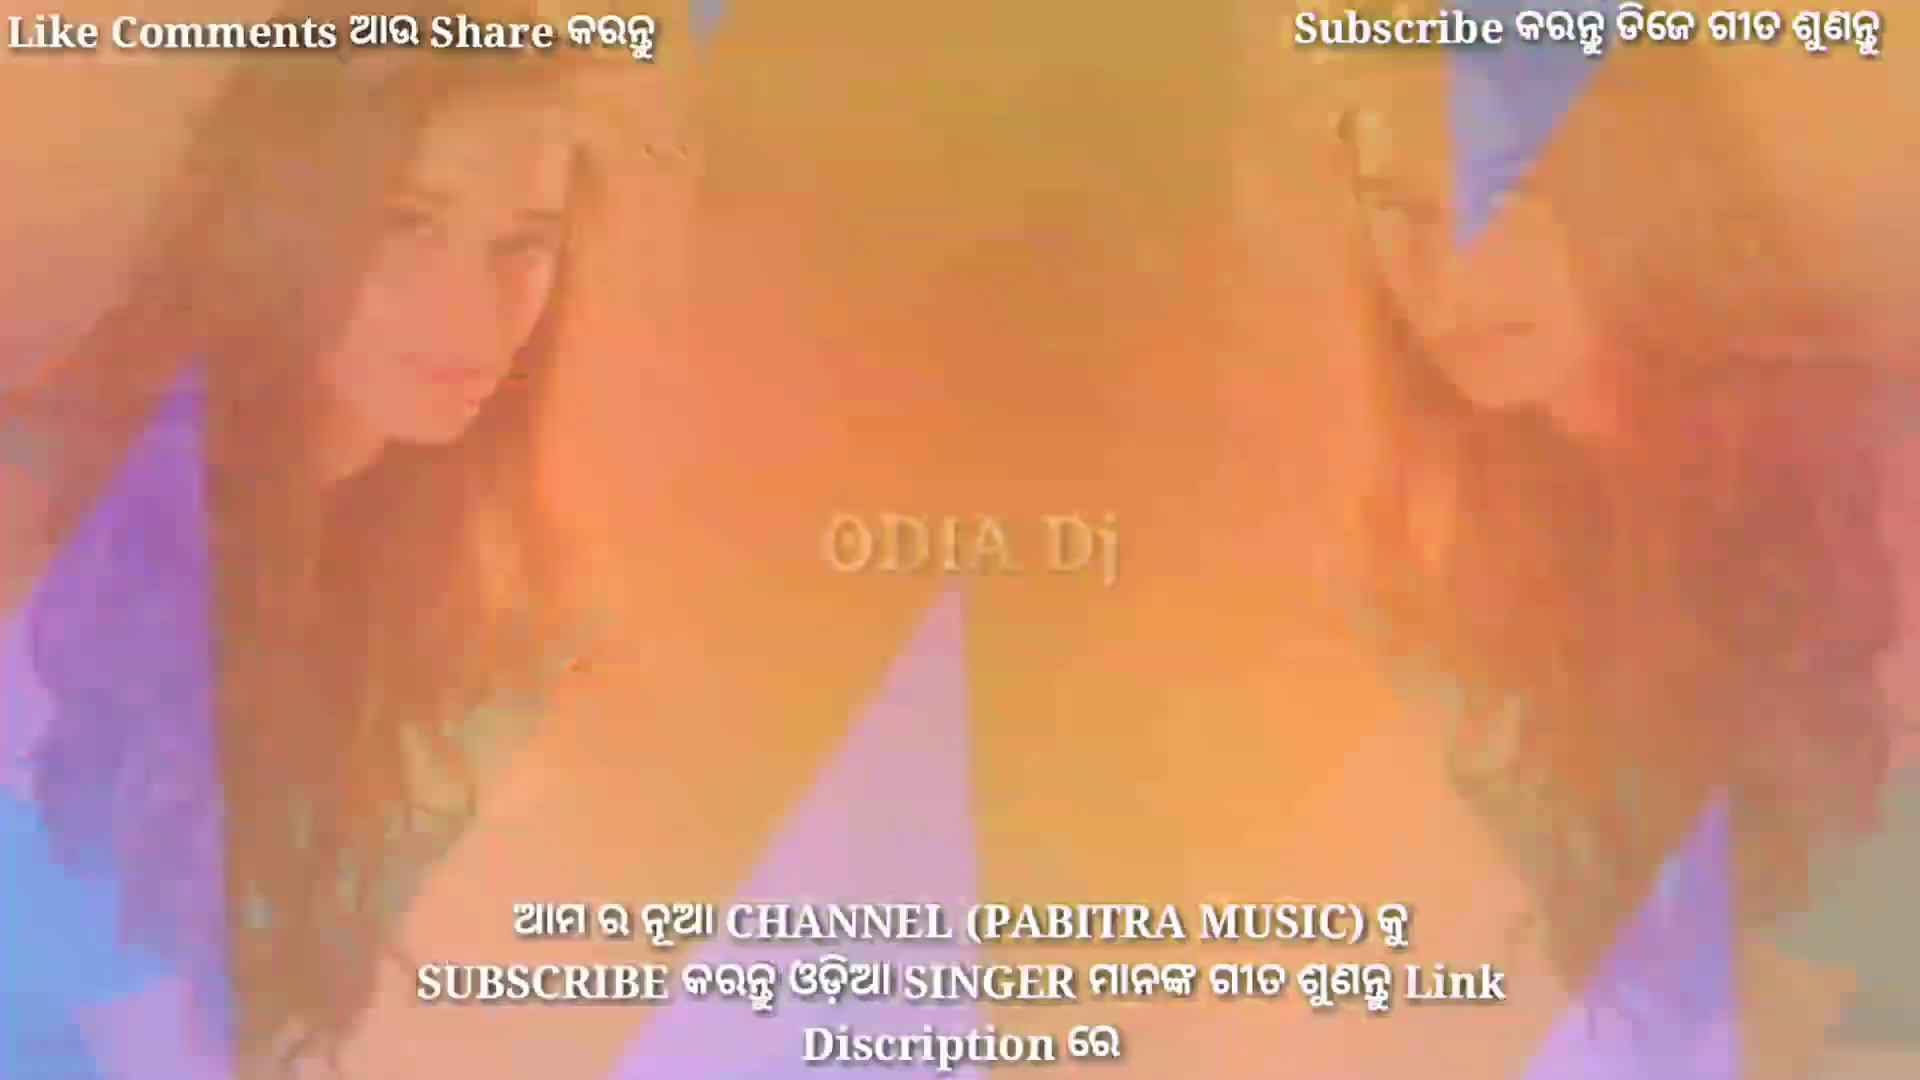 Like Comments ଆଉ Share କରନ୍ତୁ
Subscribe କରନ୍ତୁ ଡିଜେ ଗୀତ ଶୁଣନ୍ତୁ
ODIA Dj
ଆମ ର ନୂଆ CHANNEL (PABITRA MUSIC) କୁ
SUBSCRIBE କରନ୍ତୁ ଓଡ଼ିଆ SINGER ମାନଙ୍କ ଗୀତ ଶୁଣନ୍ତୁ Link
Discription ରେ